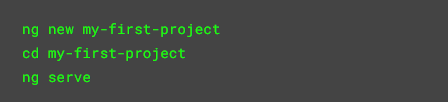 ng new my-first-project
cd my-first-project
ng serve